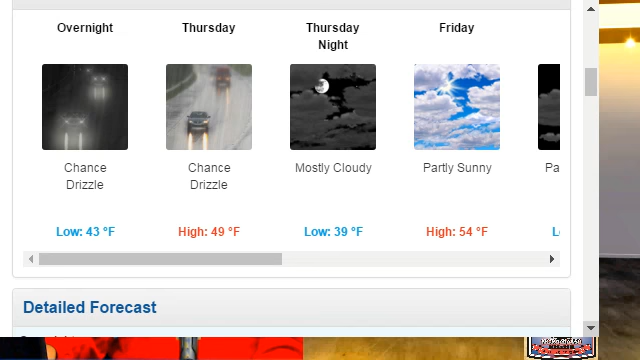 Overnight
Thursday
Thursday
Night
Friday
Chance
Drizzle
Chance
Drizzle
Mostly Cloudy
Partly Sunny
Pa
Low: 43 °F
High: 49 °F
Low: 39 °F
High: 54 °F
L
Detailed Forecast